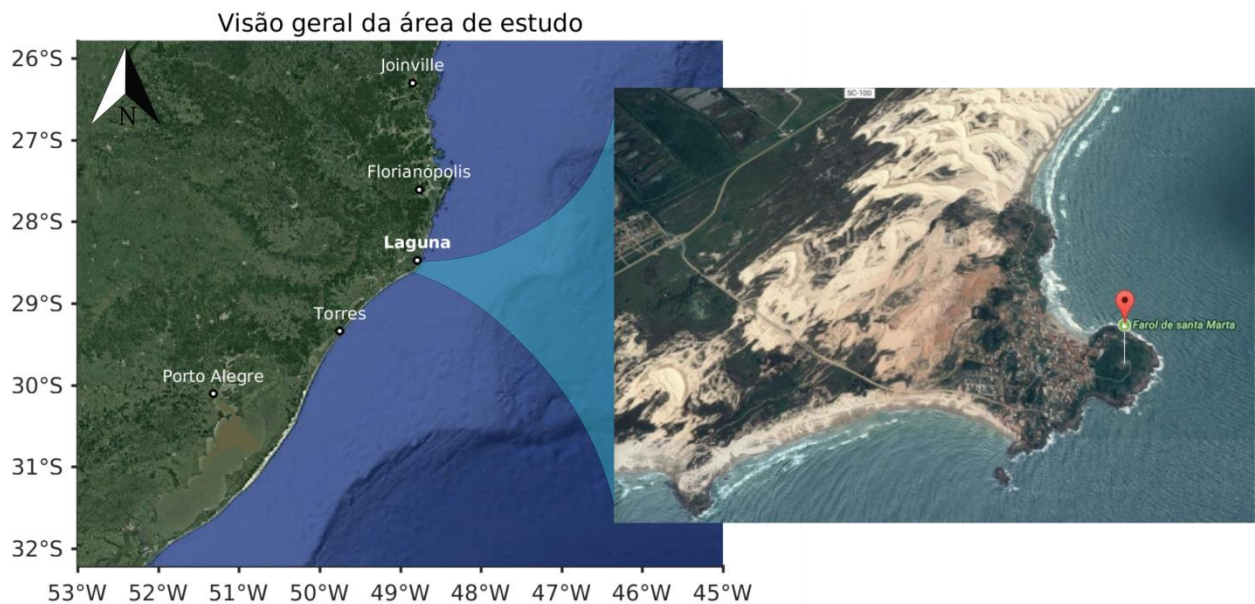 Visão geral da área de estudo
26°S
27°S
28°S
29°S
30°S
31°S
32°S
53°W 52°W 51°W 50°W 49°W 48°W 47°W 46°W 45°W
N
Joinville
Florianópolis
Laguna
Torres
Porto Alegre
SC-100
Farol de santa Marta